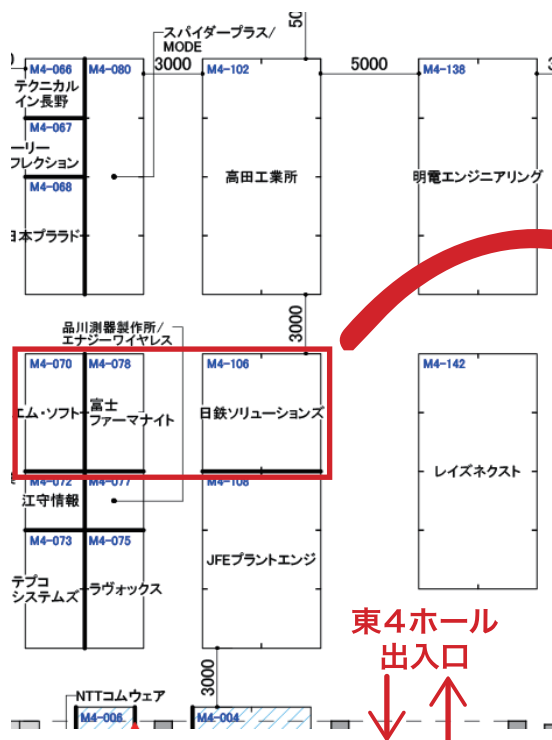 スパイダープラス/
MODE
M4-066
M4-080
3000
M4-102
5000
M4-138
テクニカル
イン長野
M4-067
ーリー
フレクション
M4-068
高田工業所
明電エンジニアリング
日本プララド
品川測器製作所/
エナジーワイヤレス
3000
M4-070
M4-078
M4-106
M4-142
エム・ソフト
富士
ファーマナイト
日鉄ソリューションズ
レイズネクスト
M4-072
M4-077
M4-108
江守情報
M4-073
M4-075
JFEプラントエンジ
テプコ
システムズ
ラヴォックス
東4ホール
出入口
3000
NTTコムウェア
M4-006
M4-004